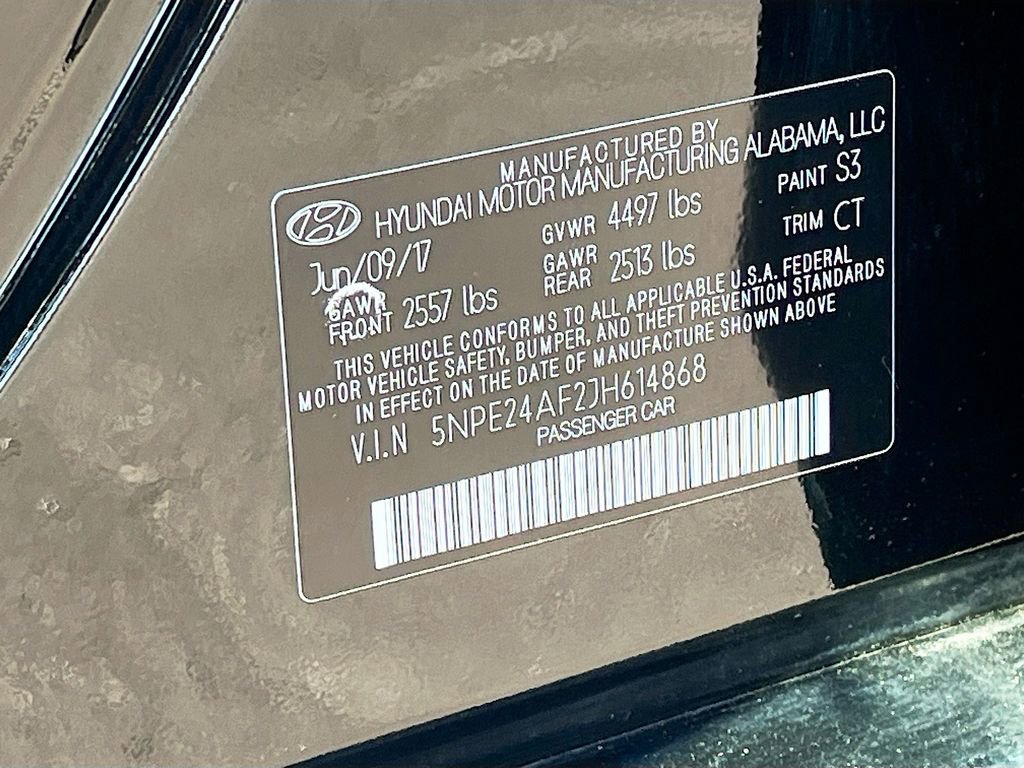 MANUFACTURED BY
HYUNDAI MOTOR MANUFACTURING ALABAMA, LLC
Jun/09/17 GVWR 4497 lbs PAINT S3
GAWR FRONT 2557 lbs GAWR REAR 2513 lbs TRIM CT
THIS VEHICLE CONFORMS TO ALL APPLICABLE U.S.A. FEDERAL
MOTOR VEHICLE SAFETY, BUMPER, AND THEFT PREVENTION STANDARDS
IN EFFECT ON THE DATE OF MANUFACTURE SHOWN ABOVE
V.I.N 5NPE24AF2JH614868
PASSENGER CAR